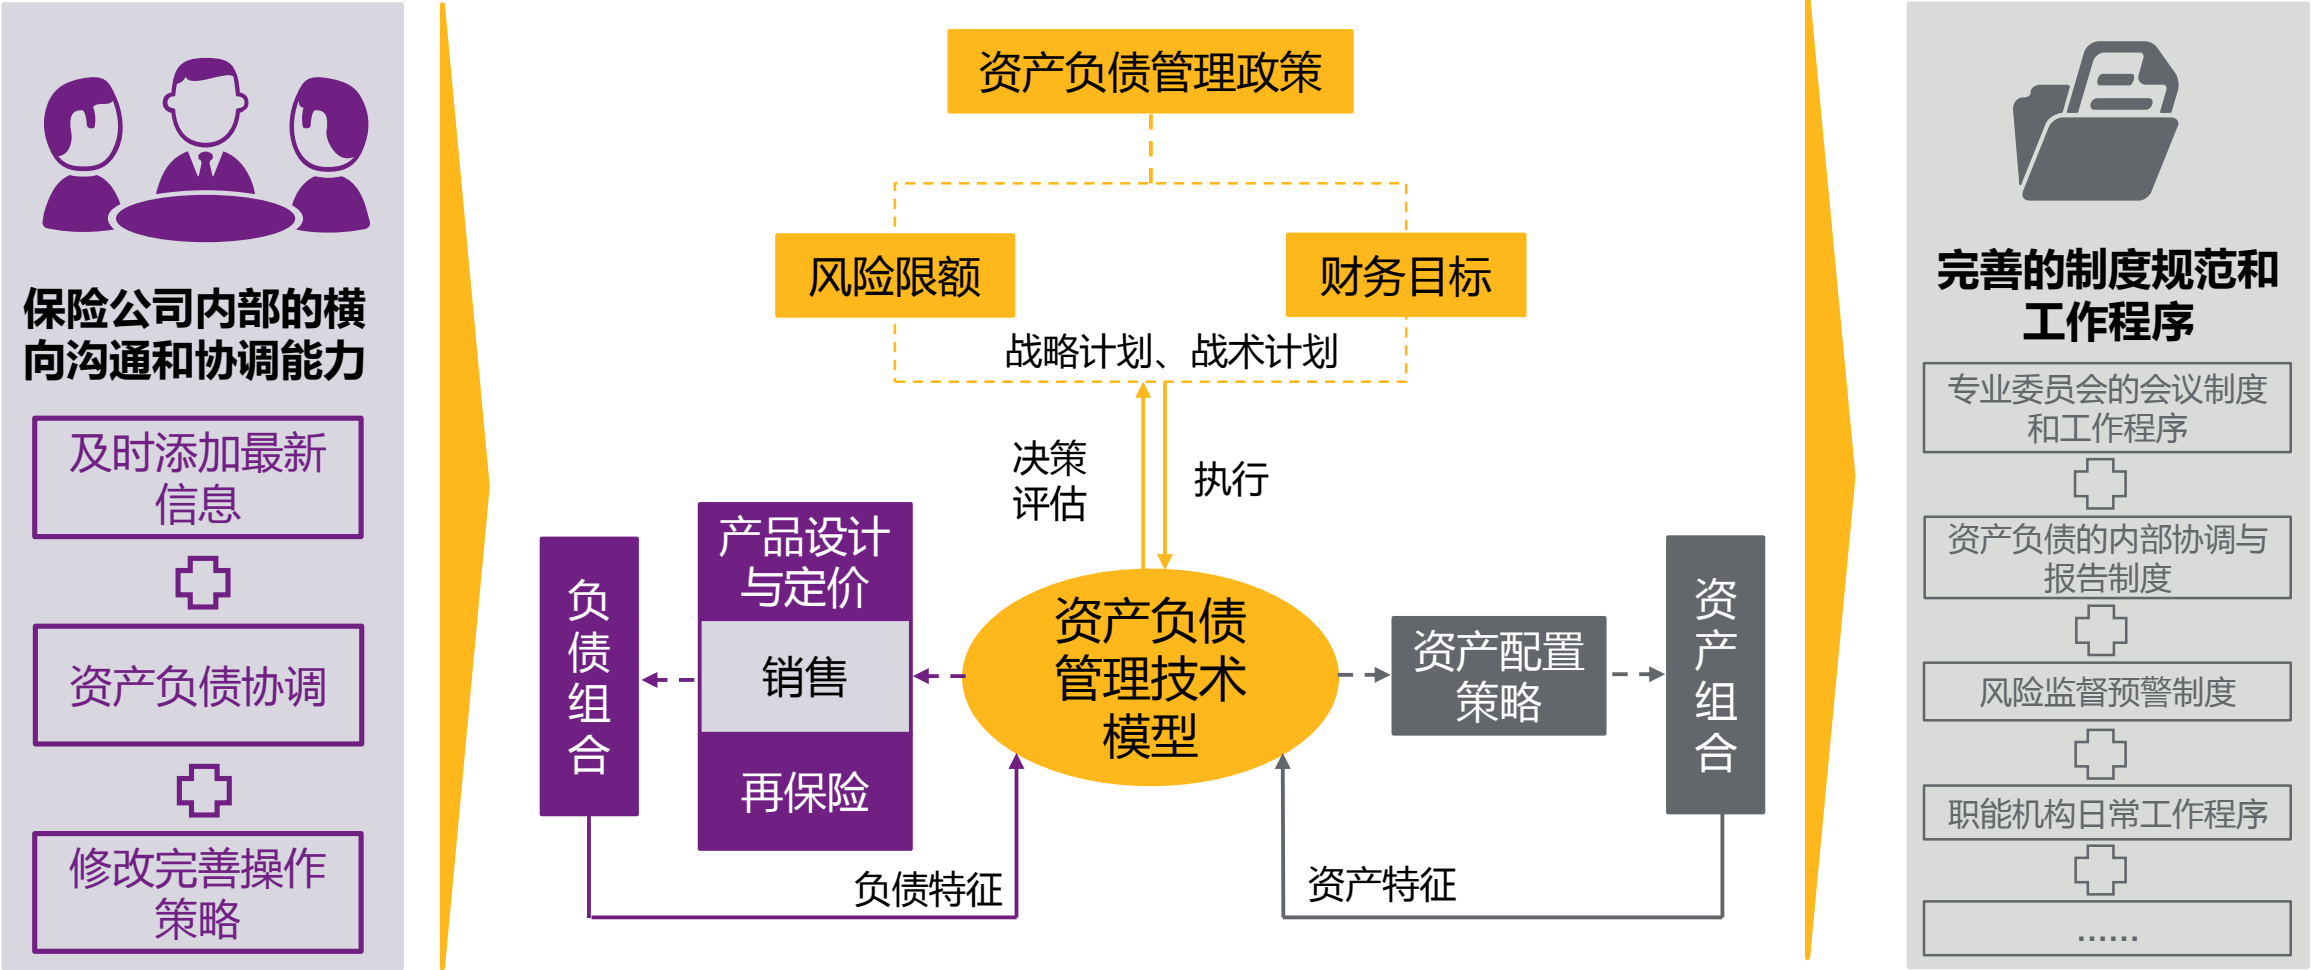 保险公司内部的横
向沟通和协调能力
及时添加最新
信息
资产负债协调
修改完善操作
策略
资产负债管理政策
风险限额
财务目标
战略计划、战术计划
决策
评估
执行
负
债
组
合
产品设计
与定价
销售
再保险
资产负债
管理技术
模型
资产配置
策略
资
产
组
合
负债特征
资产特征
完善的制度规范和
工作程序
专业委员会的会议制度
和工作程序
资产负债的内部协调与
报告制度
风险监督预警制度
职能机构日常工作程序
......